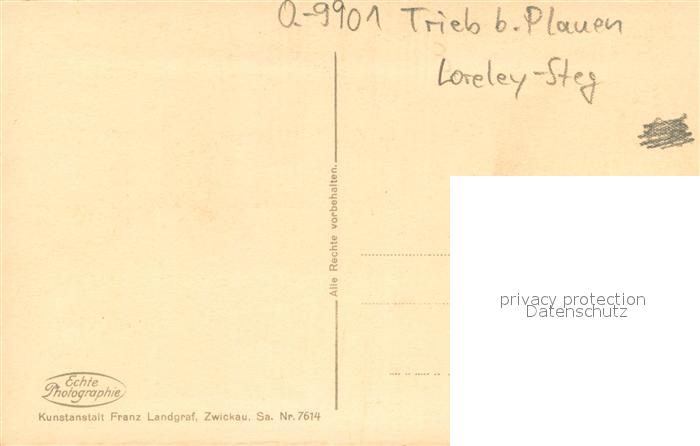 O-9901 Trieb b. Plauen
Loreley-Steg
Alle Rechte vorbehalten.
privacy protection
Datenschutz
Echte
Photographie
Kunstanstalt Franz Landgraf, Zwickau, Sa. Nr. 7614